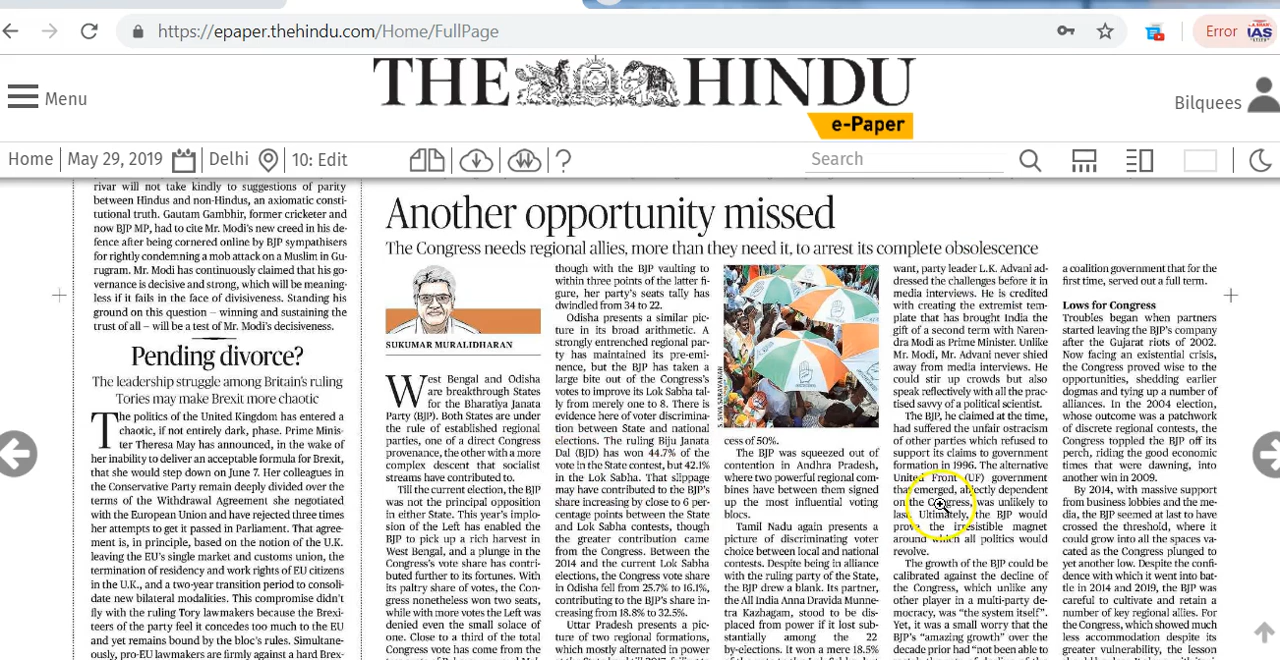 https://epaper.thehindu.com/Home/FullPage
Error
IAS
Menu
THE HINDU
e-Paper
Bilquees
Home
May 29, 2019
Delhi
10: Edit
Search
rivar will not take kindly to suggestions of parity
between Hindus and non-Hindus, an axiomatic consti-
tutional truth. Gautam Gambhir, former cricketer and
now BJP MP, had to cite Mr. Modi's new creed in his de-
fence after being cornered online by BJP sympathisers
for rightly condemning a mob attack on a Muslim in Gu-
rugram. Mr. Modi has continuously claimed that his go-
vernance is decisive and strong, which will be meaning-
less if it fails in the face of divisiveness. Standing his
ground on this question – winning and sustaining the
trust of all – will be a test of Mr. Modi's decisiveness.
Pending divorce?
The leadership struggle among Britain's ruling
Tories may make Brexit more chaotic
The politics of the United Kingdom has entered a
chaotic, if not entirely dark, phase. Prime Minis-
ter Theresa May has announced, in the wake of
her inability to deliver an acceptable formula for Brexit,
that she would step down on June 7. Her colleagues in
the Conservative Party remain deeply divided over the
terms of the Withdrawal Agreement she negotiated
with the European Union and have rejected three times
her attempts to get it passed in Parliament. That agree-
ment is, in principle, based on the notion of the U.K.
leaving the EU's single market and customs union, the
termination of residency and work rights of EU citizens
in the U.K., and a two-year transition period to consoli-
date new bilateral modalities. This compromise didn't
fly with the ruling Tory lawmakers because the Brexi-
teers of the party feel it concedes too much to the EU
and yet remains bound by the bloc's rules. Simultane-
ously, pro-EU lawmakers are firmly against a hard Brex-
Another opportunity missed
The Congress needs regional allies, more than they need it, to arrest its complete obsolescence
SUKUMAR MURALIDHARAN
West Bengal and Odisha
are breakthrough States
for the Bharatiya Janata
Party (BJP). Both States are under
the rule of established regional
parties, one of a direct Congress
provenance, the other with a more
complex descent that socialist
streams have contributed to.
Till the current election, the BJP
was not the principal opposition
in either State. This year's implo-
sion of the Left has enabled the
BJP to pick up a rich harvest in
West Bengal, and a plunge in the
Congress's vote share has contri-
buted further to its fortunes. With
its paltry share of votes, the Con-
gress nonetheless won two seats,
while with more votes the Left was
denied even the small solace of
one. Close to a third of the total
Congress vote has come from the
though with the BJP vaulting to
within three points of the latter fi-
gure, her party's seats tally has
dwindled from 34 to 22.
Odisha presents a similar pic-
ture in its broad arithmetic. A
strongly entrenched regional par-
ty has maintained its pre-emi-
nence, but the BJP has taken a
large bite out of the Congress's
votes to improve its Lok Sabha tal-
ly from merely one to 8. There is
evidence here of voter discrimina-
tion between State and national
elections. The ruling Biju Janata
Dal (BJD) has won 44.7% of the
vote in the State contest, but 42.1%
in the Lok Sabha. That slippage
may have contributed to the BJP's
share increasing by close to 6 per-
centage points between the State
and Lok Sabha contests, though
the greater contribution came
from the Congress. Between the
2014 and the current Lok Sabha
elections, the Congress vote share
in Odisha fell from 25.7% to 16.1%,
contributing to the BJP's share in-
creasing from 18.8% to 32.5%.
Uttar Pradesh presents a pic-
ture of two regional formations,
which mostly alternated in power
S. SIVA SARAVANAN
cess of 50%.
The BJP was squeezed out of
contention in Andhra Pradesh,
where two powerful regional com-
bines have between them signed
up the most influential voting
blocs.
Tamil Nadu again presents a
picture of discriminating voter
choice between local and national
contests. Despite being in alliance
with the ruling party of the State,
the BJP drew a blank. Its partner,
the All India Anna Dravida Munne-
tra Kazhagam, stood to be dis-
placed from power if it lost sub-
stantially among the 22
by-elections. It won a mere 18.5%
want, party leader L.K. Advani ad-
dressed the challenges before it in
media interviews. He is credited
with creating the extremist tem-
plate that has brought India the
gift of a second term with Naren-
dra Modi as Prime Minister. Unlike
Mr. Modi, Mr. Advani never shied
away from media interviews. He
could stir up crowds but also
speak reflectively with all the prac-
tised savvy of a political scientist.
The BJP, he claimed at the time,
had suffered the unfair ostracism
of other parties which refused to
support its claims to government
formation in 1996. The alternative
United Front (UF) government
that emerged, abjectly dependent
the Congress, was unlikely to
last. Ultimately, the BJP would
prove the irresistible magnet
around which all politics would
revolve.
The growth of the BJP could be
calibrated against the decline of
the Congress, which unlike any
other player in a multi-party de-
mocracy, was "the system itself".
Yet, it was a small worry that the
BJP's "amazing growth" over the
decade prior had "not been able to
a coalition government that for the
first time, served out a full term.
Lows for Congress
Troubles began when partners
started leaving the BJP's company
after the Gujarat riots of 2002.
Now facing an existential crisis,
the Congress proved wise to the
opportunities, shedding earlier
dogmas and tying up a number of
alliances. In the 2004 election,
whose outcome was a patchwork
of discrete regional contests, the
Congress toppled the BJP off its
perch, riding the good economic
times that were dawning, into
another win in 2009.
By 2014, with massive support
from business lobbies and the me-
dia, the BJP seemed at last to have
crossed the threshold, where it
could grow into all the spaces va-
cated as the Congress plunged to
yet another low. Despite the confi-
dence with which it went into bat-
tle in 2014 and 2019, the BJP was
careful to cultivate and retain a
number of key regional allies. For
the Congress, which showed much
less accommodation despite its
greater vulnerability, the lesson